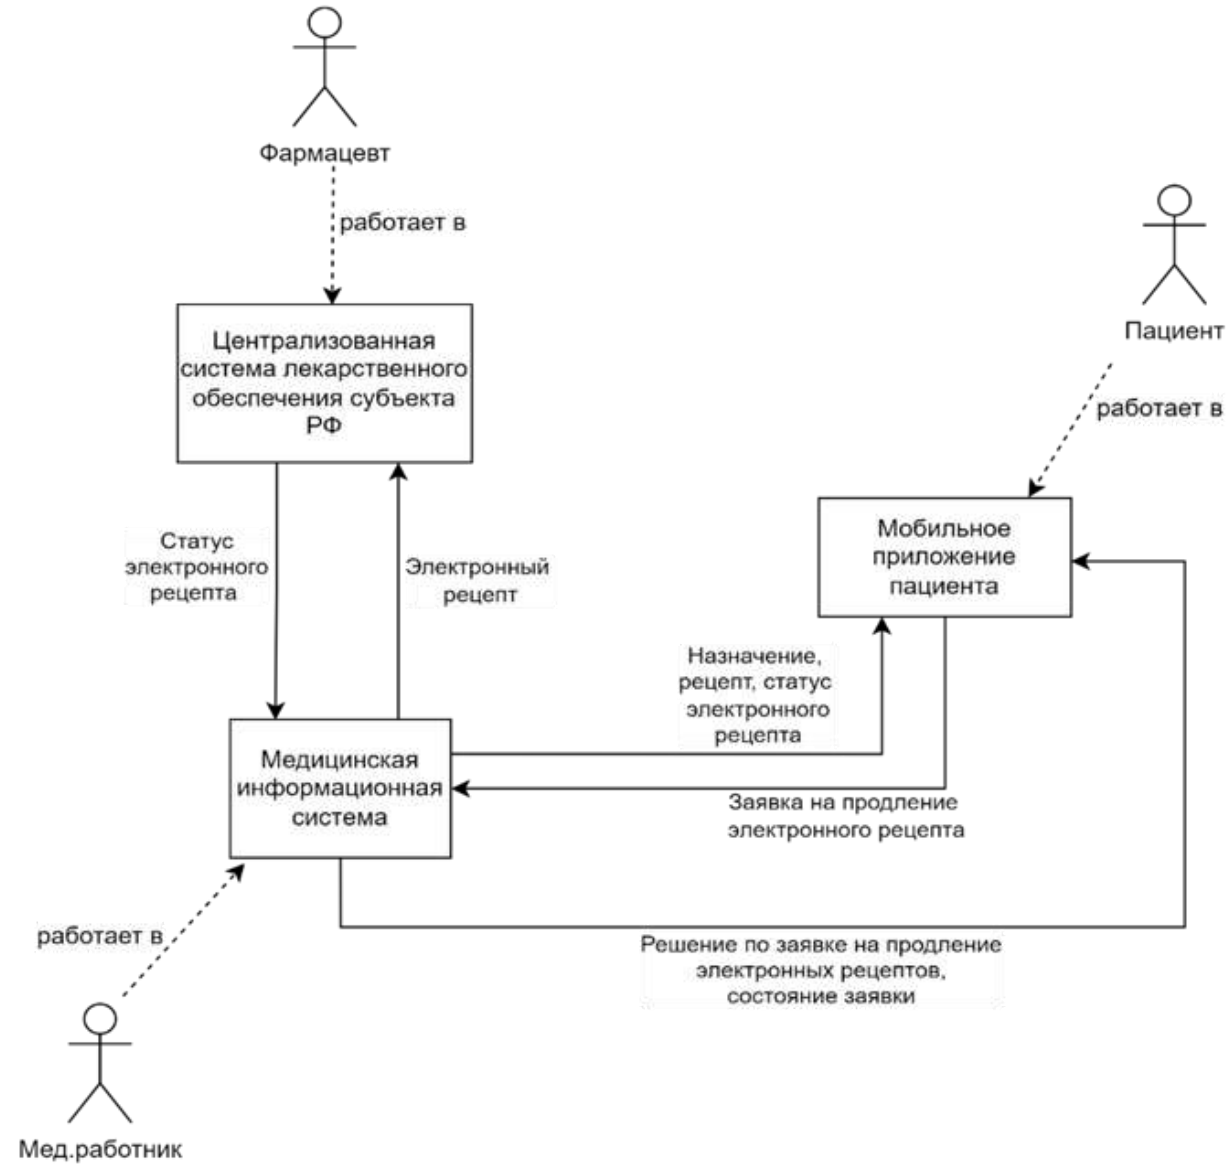 Фармацевт
работает в
Пациент
работает в
Централизованная
система лекарственного
обеспечения субъекта
РФ
Мобильное
приложение
пациента
Статус
электронного
рецепта
Электронный
рецепт
Назначение,
рецепт, статус
электронного
рецепта
Медицинская
информационная
система
Заявка на продление
электронного рецепта
работает в
Решение по заявке на продление
электронных рецептов,
состояние заявки
Мед.работник